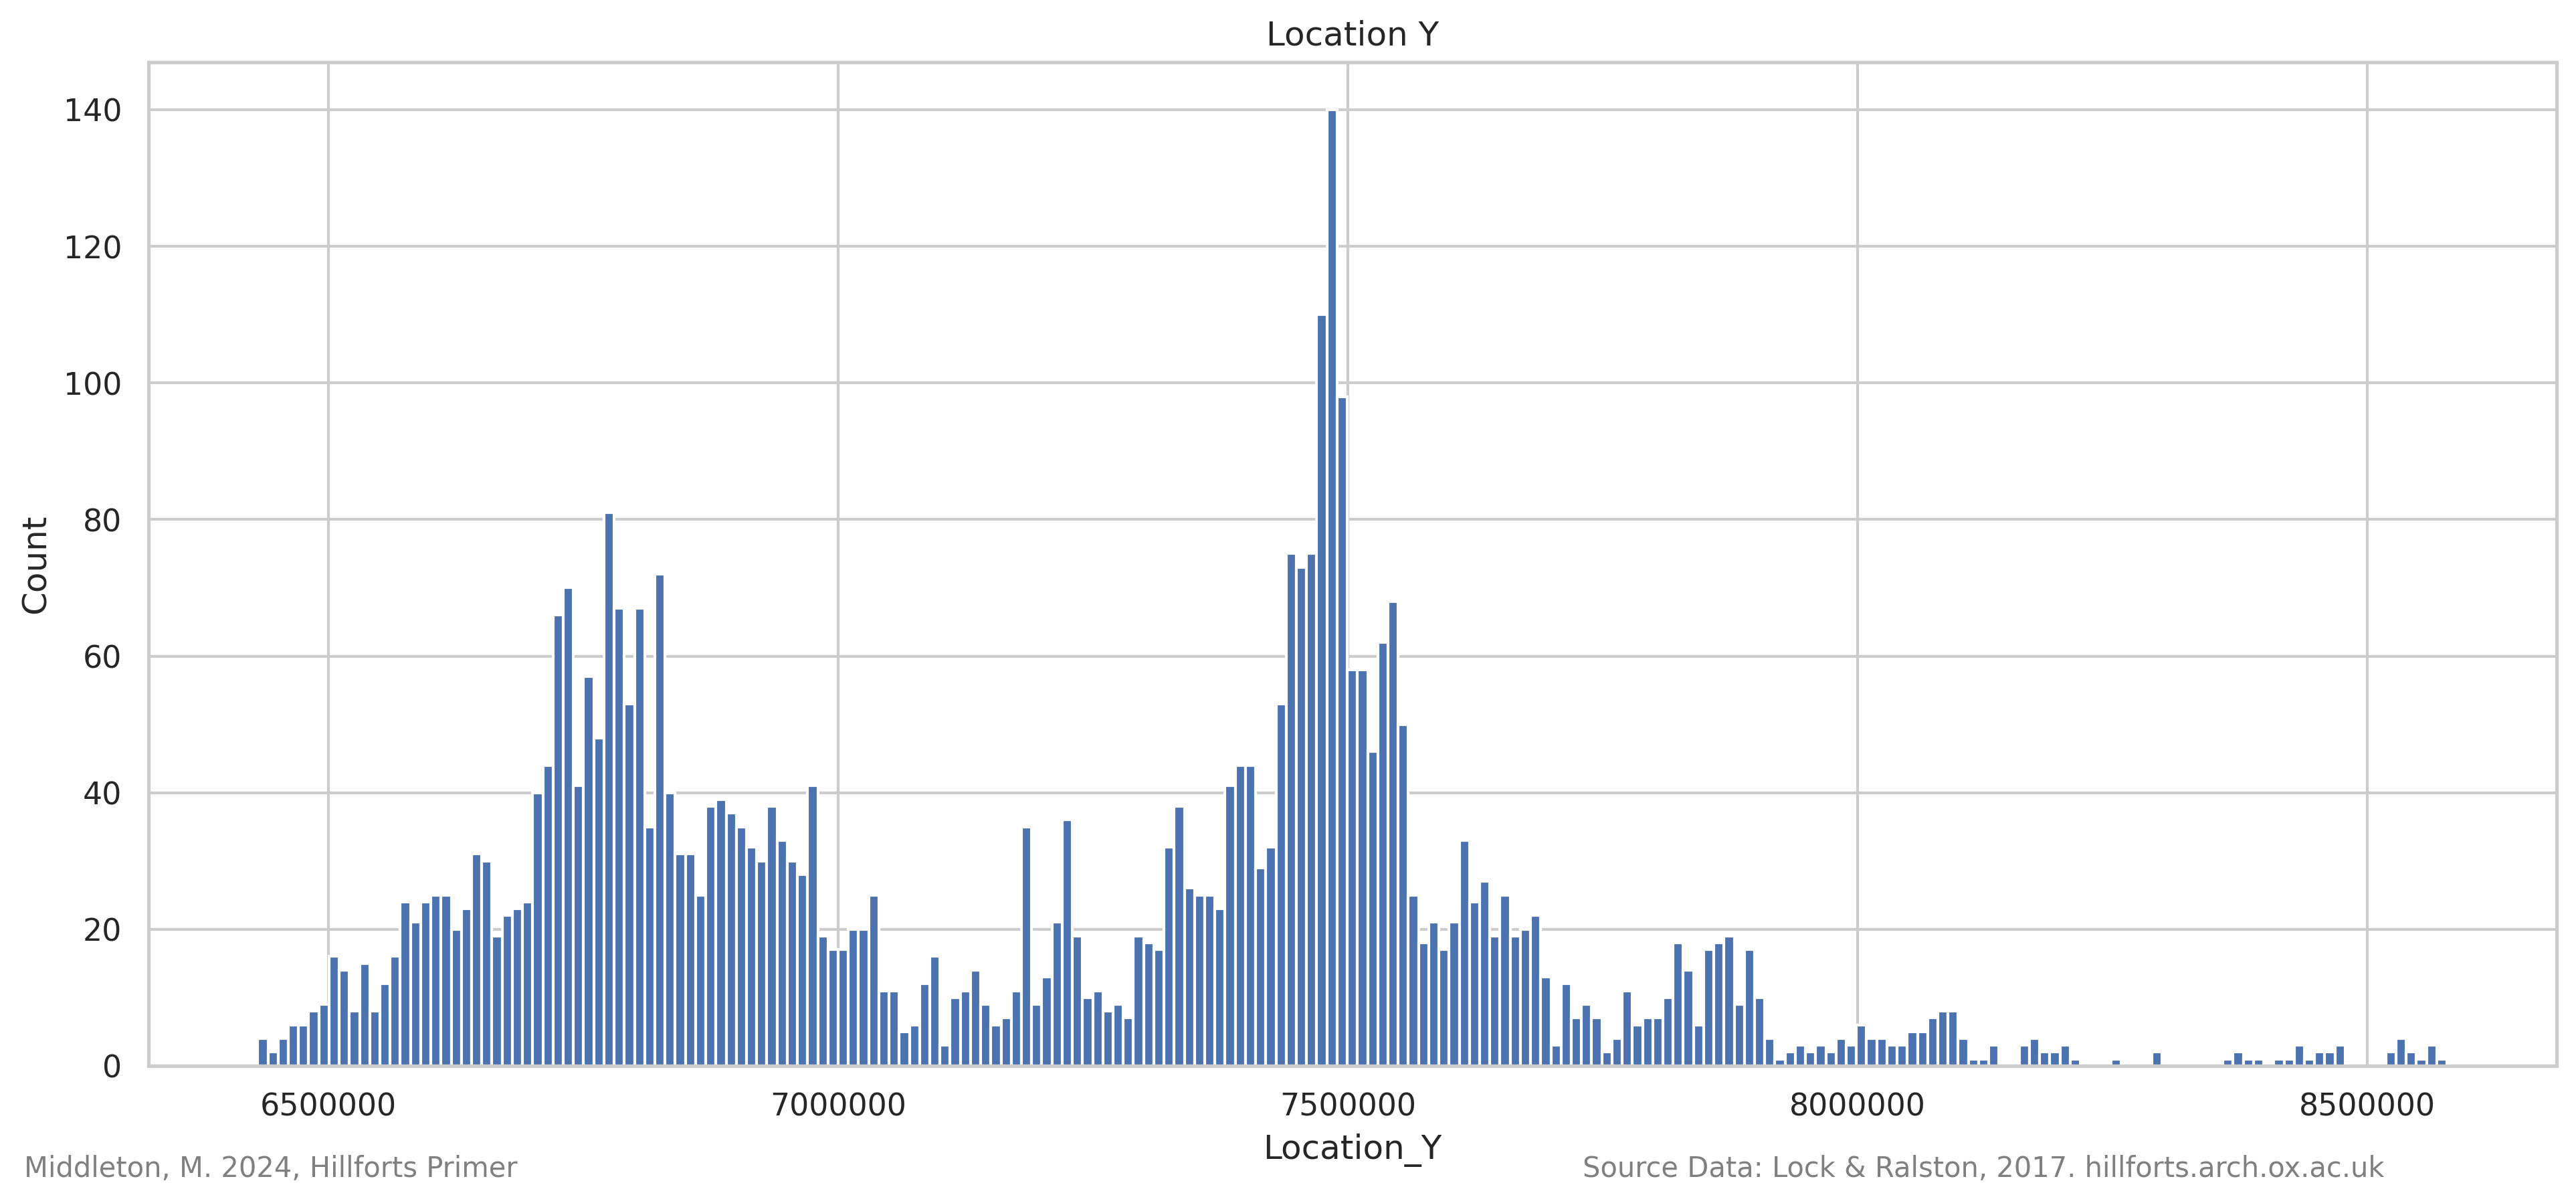 Location Y
140
120
100
80
60
40
20
0
Count
6500000 7000000 7500000 8000000 8500000
Location_Y
Middleton, M. 2024, Hillforts Primer
Source Data: Lock & Ralston, 2017. hillforts.arch.ox.ac.uk